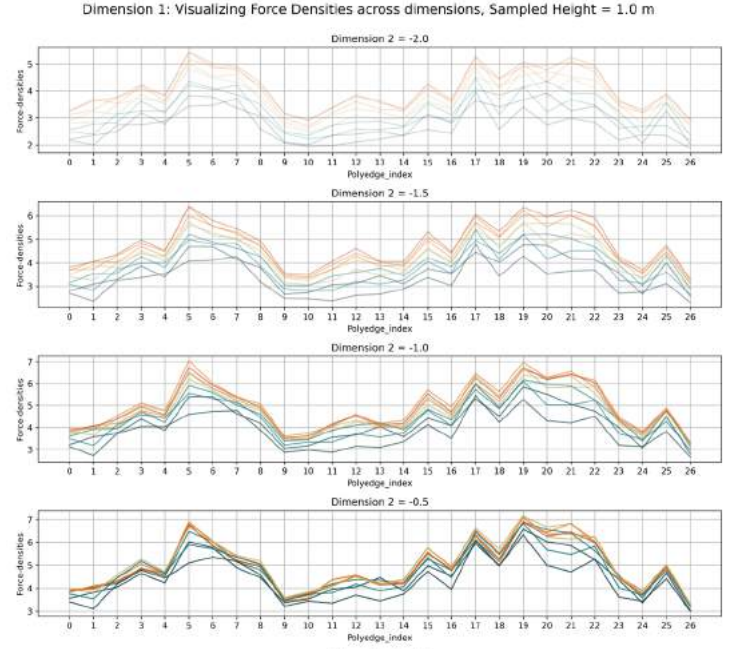 Dimension 1: Visualizing Force Densities across dimensions, Sampled Height = 1.0 m
Dimension 2 = -2.0
5
4
3
2
Force-densities
0 1 2 3 4 5 6 7 8 9 10 11 12 13 14 15 16 17 18 19 20 21 22 23 24 25 26
Polyedge_index
Dimension 2 = -1.5
6
5
4
3
Force-densities
0 1 2 3 4 5 6 7 8 9 10 11 12 13 14 15 16 17 18 19 20 21 22 23 24 25 26
Polyedge_index
Dimension 2 = -1.0
7
6
5
4
3
Force-densities
0 1 2 3 4 5 6 7 8 9 10 11 12 13 14 15 16 17 18 19 20 21 22 23 24 25 26
Polyedge_index
Dimension 2 = -0.5
7
6
5
4
3
Force-densities
0 1 2 3 4 5 6 7 8 9 10 11 12 13 14 15 16 17 18 19 20 21 22 23 24 25 26
Polyedge_index